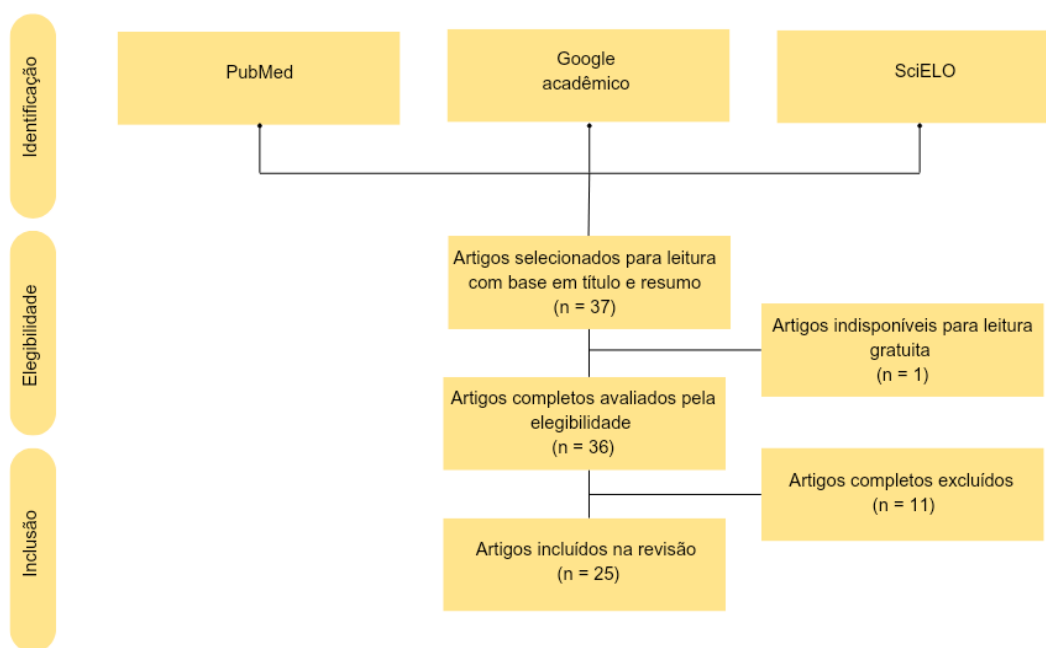 Identificação
PubMed
Google
acadêmico
SciELO
Elegibilidade
Artigos selecionados para leitura
com base em título e resumo
(n = 37)
Artigos indisponíveis para leitura
gratuita
(n = 1)
Artigos completos avaliados pela
elegibilidade
(n = 36)
Inclusão
Artigos completos excluídos
(n = 11)
Artigos incluídos na revisão
(n = 25)